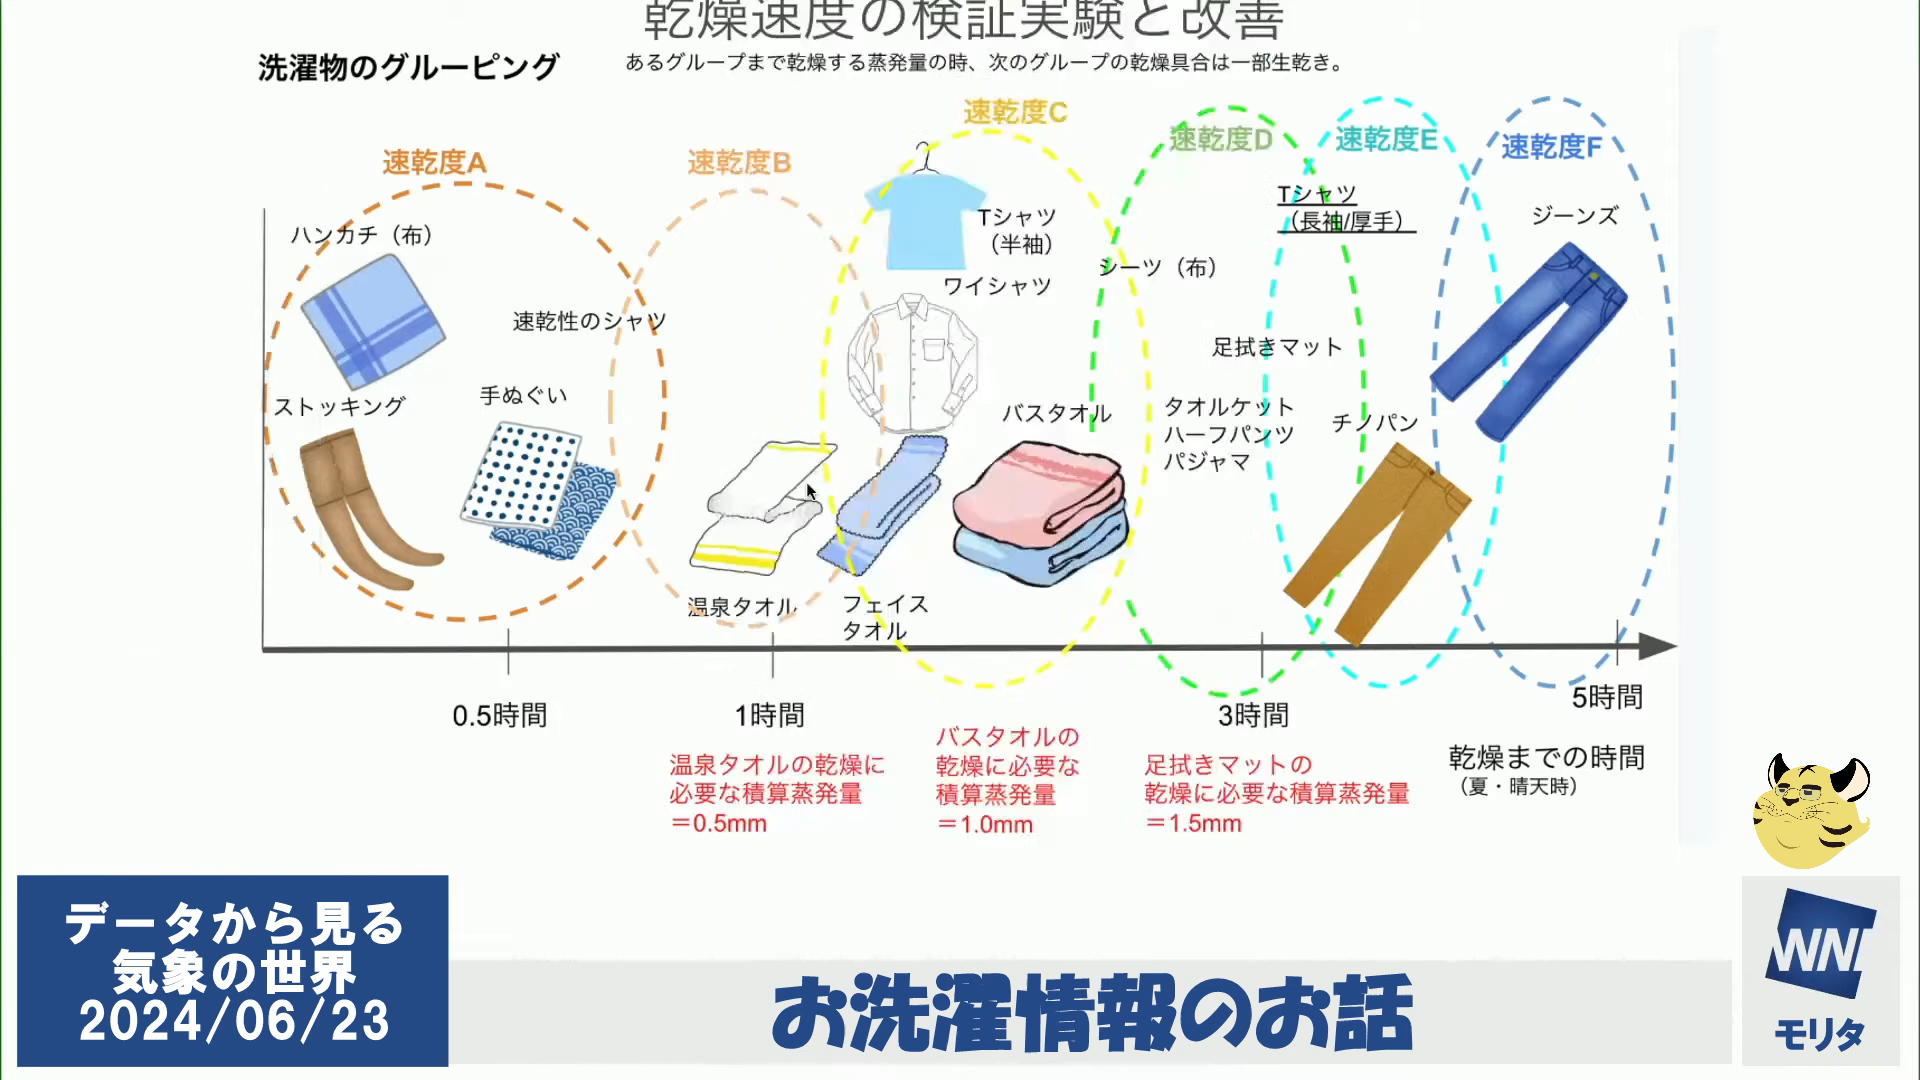 乾燥速度の検証実験と改善
洗濯物のグルーピング
あるグループまで乾燥する蒸発量の時、次のグループの乾燥具合は一部生乾き。
速乾度A
速乾度B
速乾度C
速乾度D
速乾度E
速乾度F
ハンカチ（布）
速乾性のシャツ
ストッキング
手ぬぐい
温泉タオル
フェイス
タオル
Tシャツ
（半袖）
ワイシャツ
バスタオル
シーツ（布）
Tシャツ
（長袖/厚手）
足拭きマット
タオルケット
ハーフパンツ
パジャマ
チノパン
ジーンズ
0.5時間
1時間
3時間
5時間
温泉タオルの乾燥に
必要な積算蒸発量
＝0.5mm
バスタオルの
乾燥に必要な
積算蒸発量
＝1.0mm
足拭きマットの
乾燥に必要な積算蒸発量
＝1.5mm
乾燥までの時間
（夏・晴天時）
データから見る
気象の世界
2024/06/23
お洗濯情報のお話
WNI
モリタ